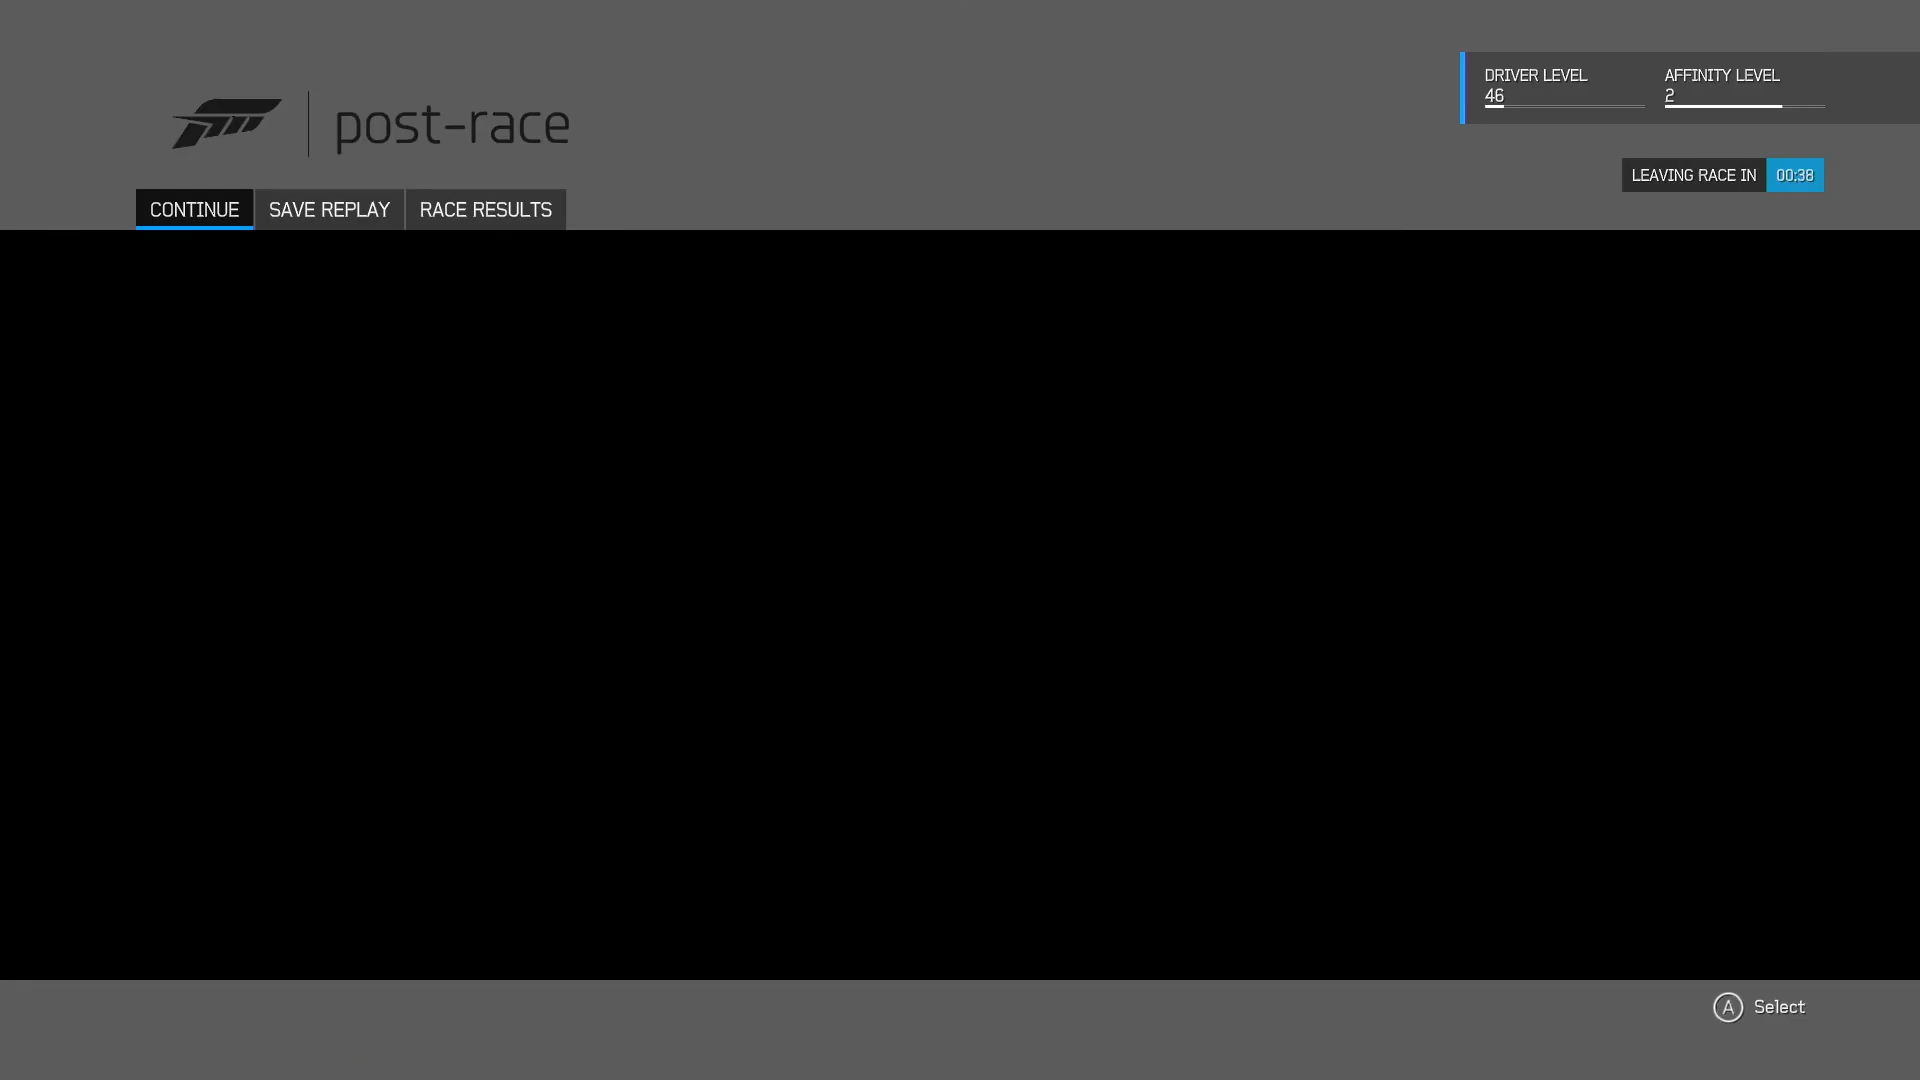 post-race
DRIVER LEVEL
46
AFFINITY LEVEL
2
LEAVING RACE IN 00:38
CONTINUE SAVE REPLAY RACE RESULTS
A Select